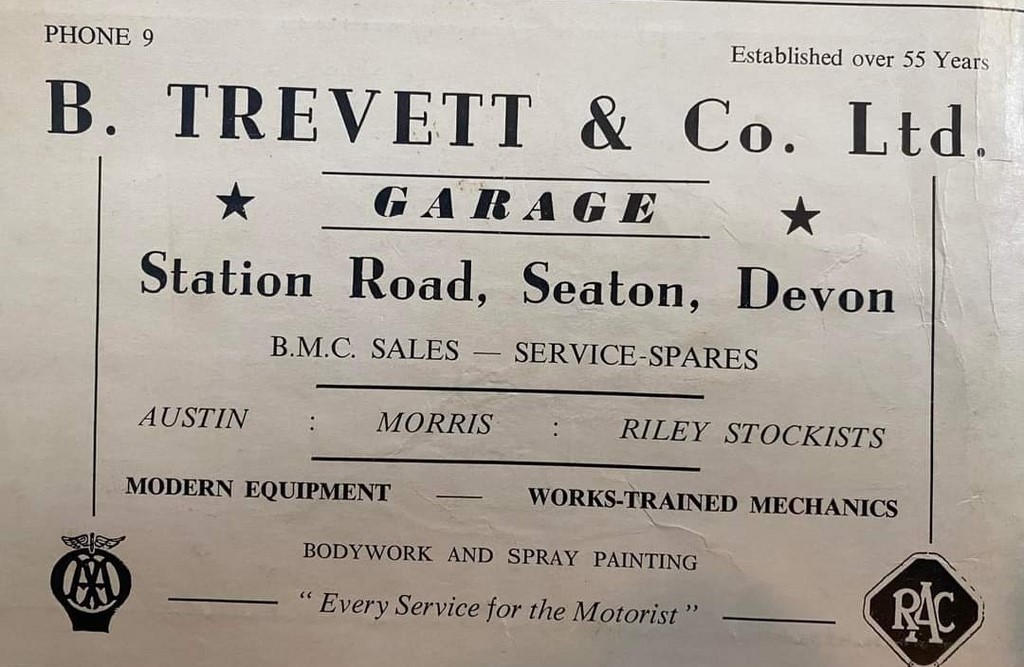 PHONE 9
Established over 55 Years
B. TREVETT & Co. Ltd.
GARAGE
Station Road, Seaton, Devon
B.M.C. SALES — SERVICE-SPARES
AUSTIN : MORRIS : RILEY STOCKISTS
MODERN EQUIPMENT — WORKS-TRAINED MECHANICS
BODYWORK AND SPRAY PAINTING
AA
“ Every Service for the Motorist ”
RAC